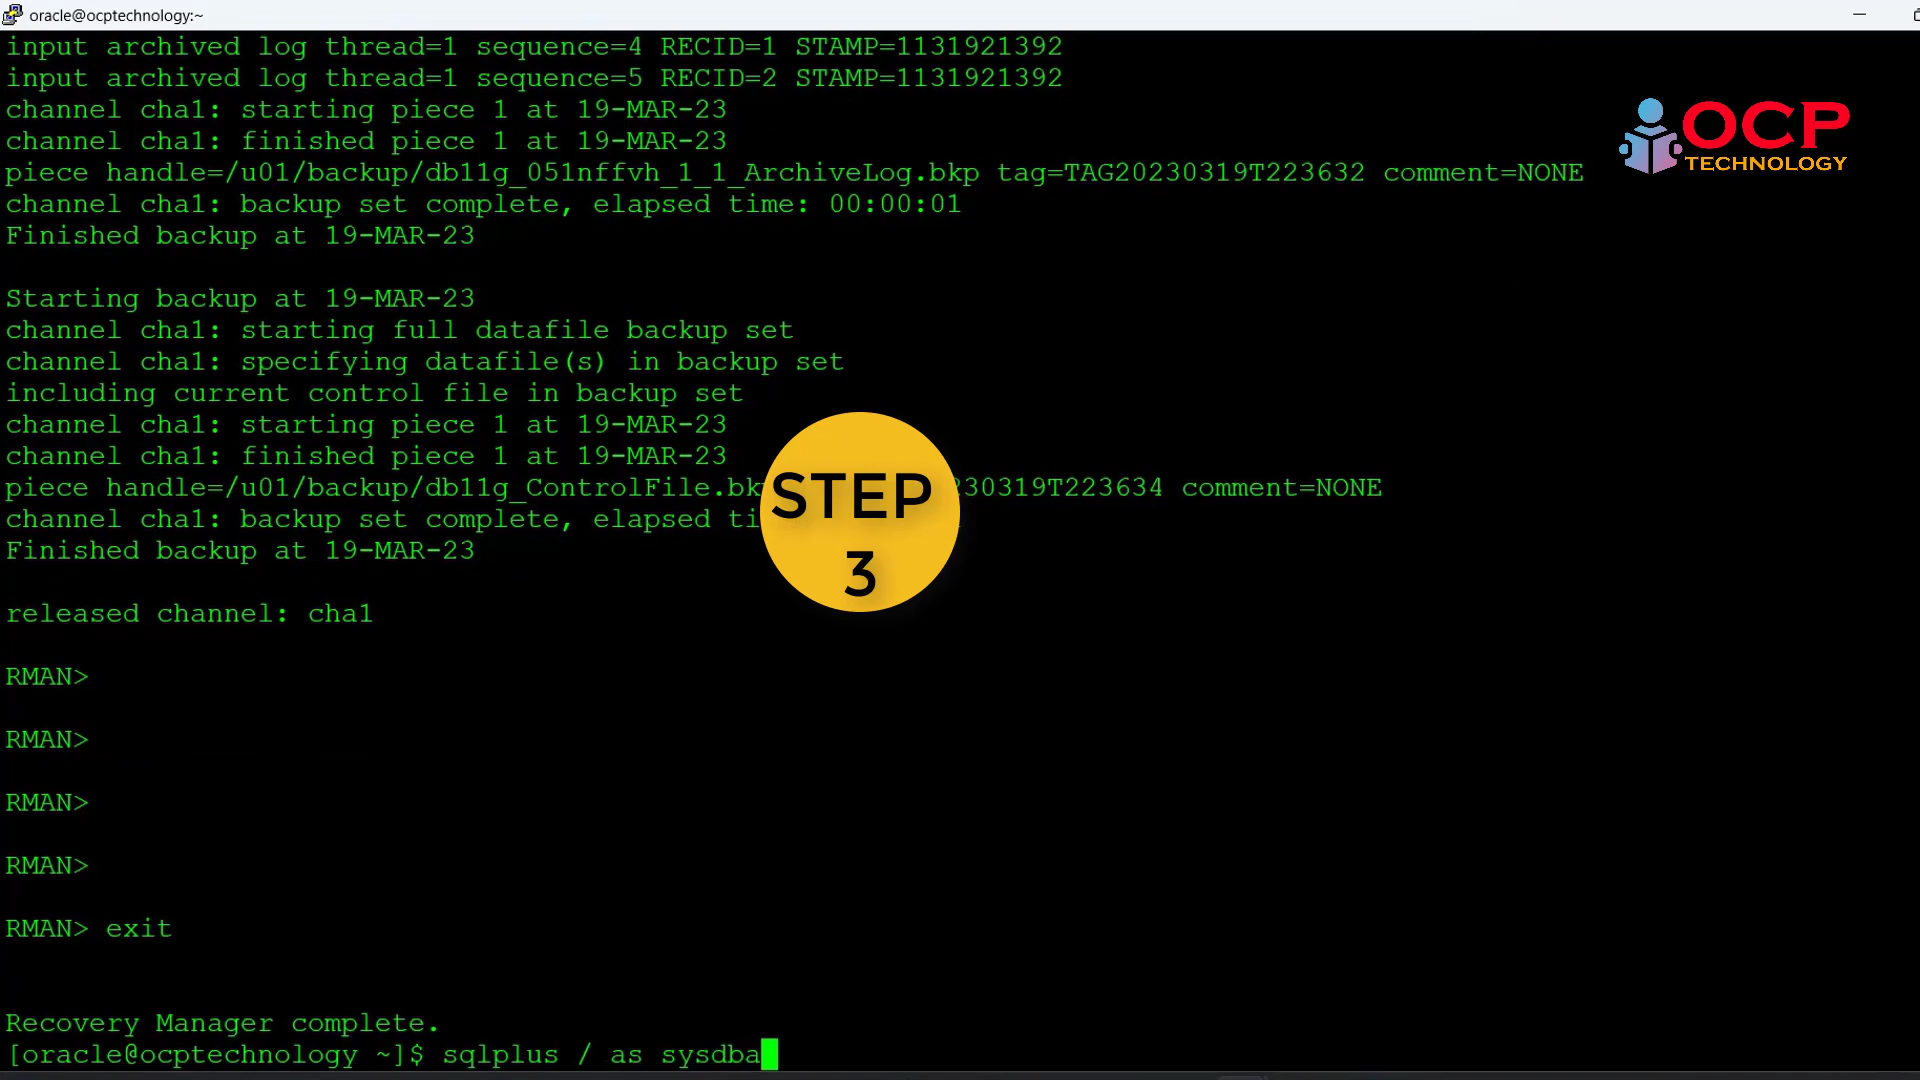 oracle@ocptechnology:~
input archived log thread=1 sequence=4 RECID=1 STAMP=1131921392
input archived log thread=1 sequence=5 RECID=2 STAMP=1131921392
channel cha1: starting piece 1 at 19-MAR-23
channel cha1: finished piece 1 at 19-MAR-23
piece handle=/u01/backup/db11g_051nffvh_1_1_ArchiveLog.bkp tag=TAG20230319T223632 comment=NONE
channel cha1: backup set complete, elapsed time: 00:00:01
Finished backup at 19-MAR-23
OCP
TECHNOLOGY
Starting backup at 19-MAR-23
channel cha1: starting full datafile backup set
channel cha1: specifying datafile(s) in backup set
including current control file in backup set
channel cha1: starting piece 1 at 19-MAR-23
channel cha1: finished piece 1 at 19-MAR-23
piece handle=/u01/backup/db11g_ControlFile.bk 30319T223634 comment=NONE
channel cha1: backup set complete, elapsed ti
Finished backup at 19-MAR-23
STEP
3
released channel: cha1
RMAN>
RMAN>
RMAN>
RMAN>
RMAN> exit
Recovery Manager complete.
[oracle@ocptechnology ~]$ sqlplus / as sysdba